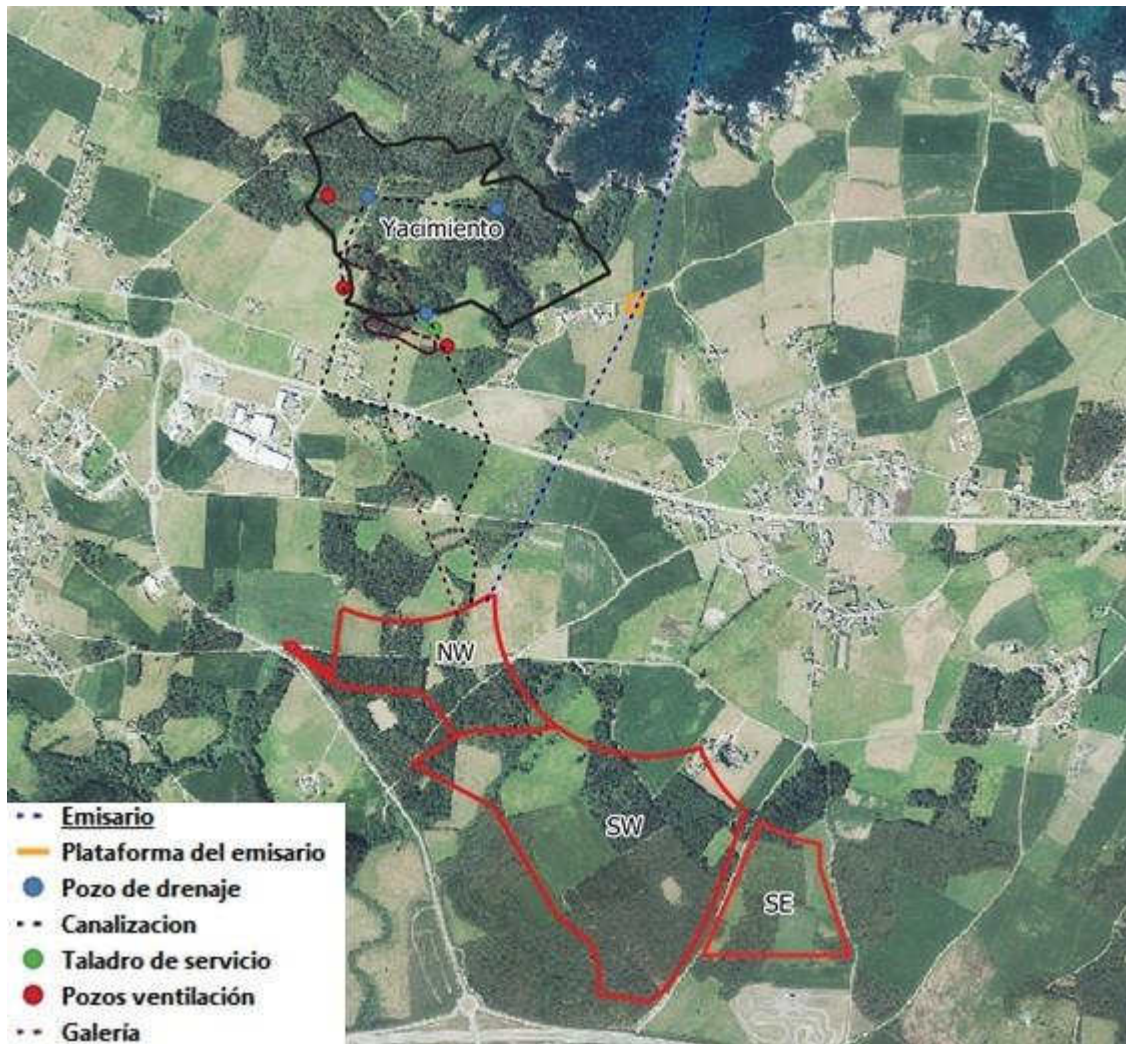 Yacimiento
NW
SW
SE
Emisario
Plataforma del emisario
Pozo de drenaje
Canalizacion
Taladro de servicio
Pozos ventilación
Galería